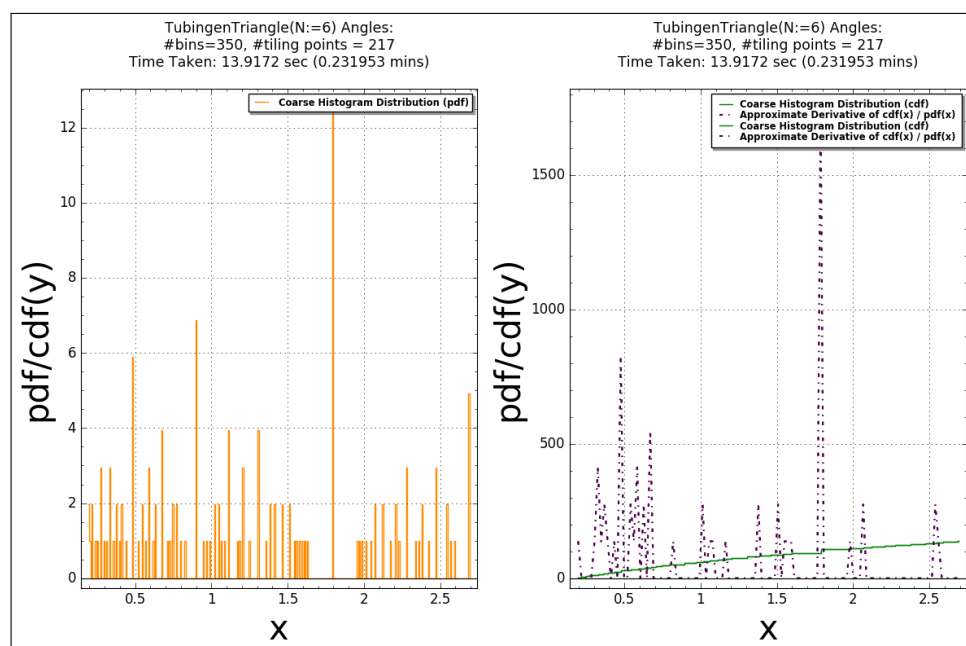 TubingenTriangle(N:=6) Angles:
#bins=350, #tiling points = 217
Time Taken: 13.9172 sec (0.231953 mins)
Coarse Histogram Distribution (pdf)
12
10
8
6
4
2
0
pdf/cdf(y)
0.5
1
1.5
2
2.5
x
TubingenTriangle(N:=6) Angles:
#bins=350, #tiling points = 217
Time Taken: 13.9172 sec (0.231953 mins)
Coarse Histogram Distribution (cdf)
Approximate Derivative of cdf(x) / pdf(x)
Coarse Histogram Distribution (cdf)
Approximate Derivative of cdf(x) / pdf(x)
1500
1000
500
0
pdf/cdf(y)
0.5
1
1.5
2
2.5
x